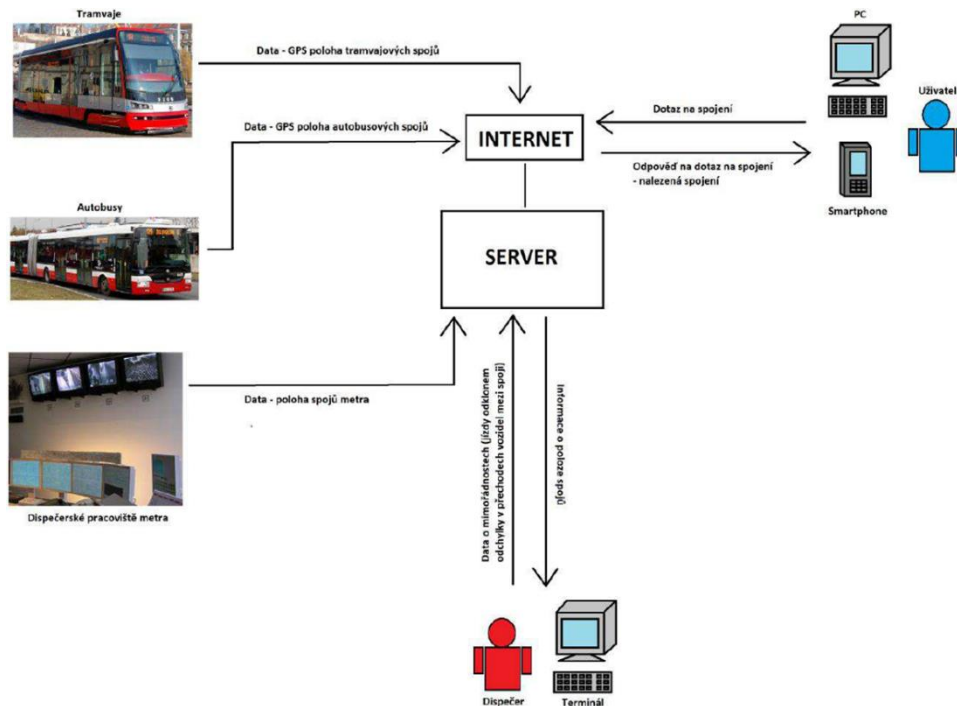 Tramvaje
Data - GPS poloha tramvajových spojů
PC
Uživatel
Dotaz na spojení
Data - GPS poloha autobusových spojů
INTERNET
Odpověď na dotaz na spojení
- nalezená spojení
Smartphone
Autobusy
SERVER
Data - poloha spojů metra
Data o mimořádnostech (jízdy odklonem
odchylky v přechodech vozidel mezi spoji)
Informace o poloze spojů
Dispečerské pracoviště metra
Dispečer
Terminál